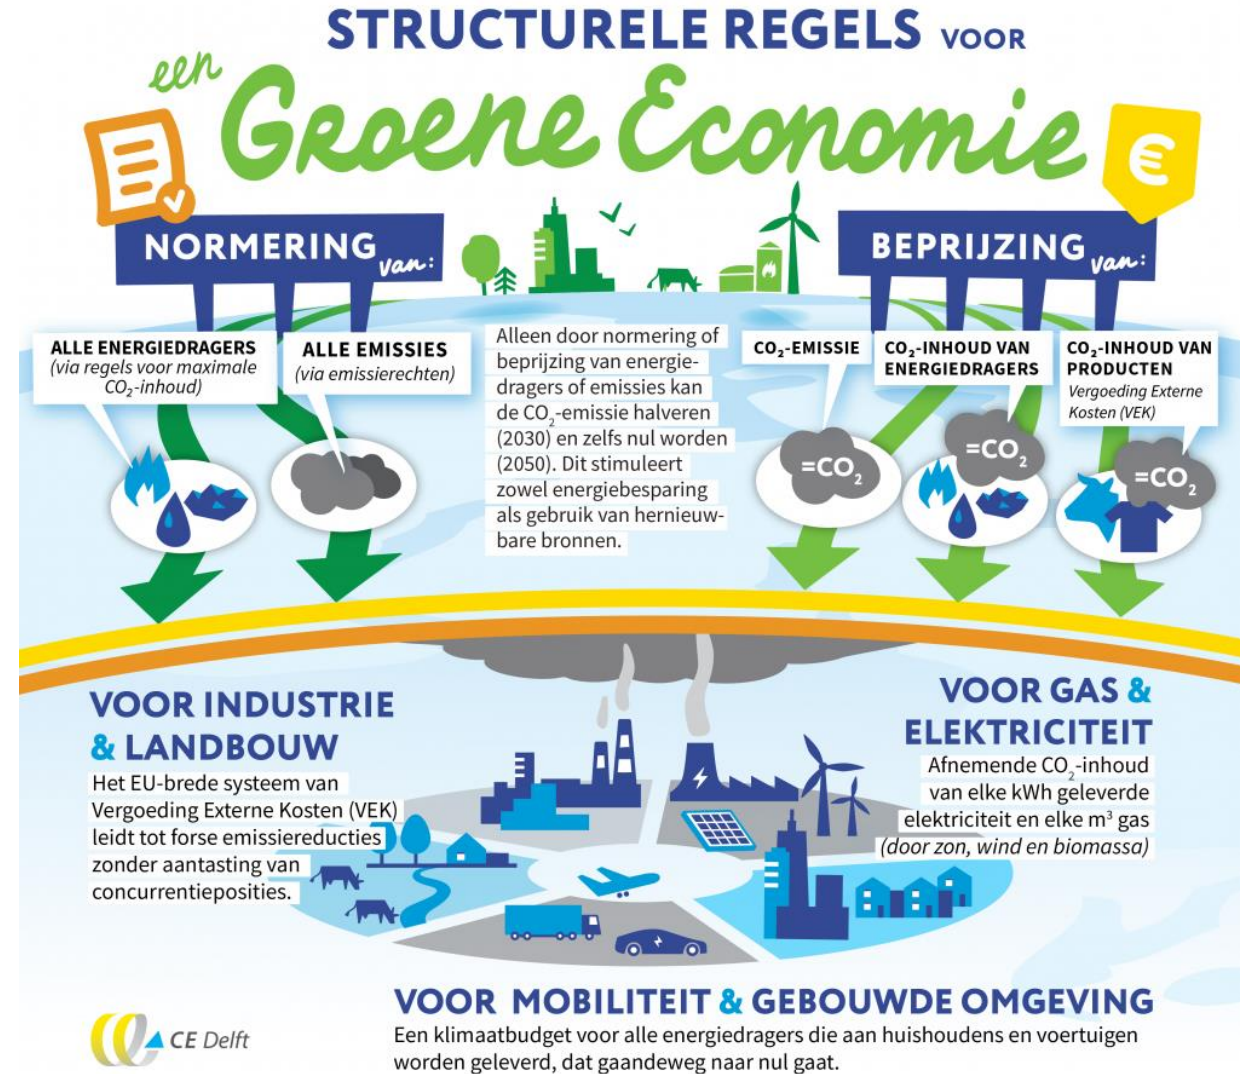 STRUCTURELE REGELS VOOR
een
Groene Economie
€
NORMERING
van:
BEPRIJZING
van:
ALLE ENERGIEDRAGERS
(via regels voor maximale
CO₂-inhoud)
ALLE EMISSIES
(via emissierechten)
Alleen door normering of
beprijzing van energie-
dragers of emissies kan
de CO₂-emissie halveren
(2030) en zelfs nul worden
(2050). Dit stimuleert
zowel energiebesparing
als gebruik van hernieuw-
bare bronnen.
CO₂-EMISSIE
CO₂-INHOUD VAN
ENERGIEDRAGERS
CO₂-INHOUD VAN
PRODUCTEN
Vergoeding Externe
Kosten (VEK)
=CO₂
=CO₂
=CO₂
VOOR INDUSTRIE
& LANDBOUW
Het EU-brede systeem van
Vergoeding Externe Kosten (VEK)
leidt tot forse emissiereducties
zonder aantasting van
concurrentieposities.
VOOR GAS &
ELEKTRICITEIT
Afnemende CO₂-inhoud
van elke kWh geleverde
elektriciteit en elke m³ gas
(door zon, wind en biomassa)
VOOR MOBILITEIT & GEBOUWDE OMGEVING
Een klimaatbudget voor alle energiedragers die aan huishoudens en voertuigen
worden geleverd, dat gaandeweg naar nul gaat.
CE Delft